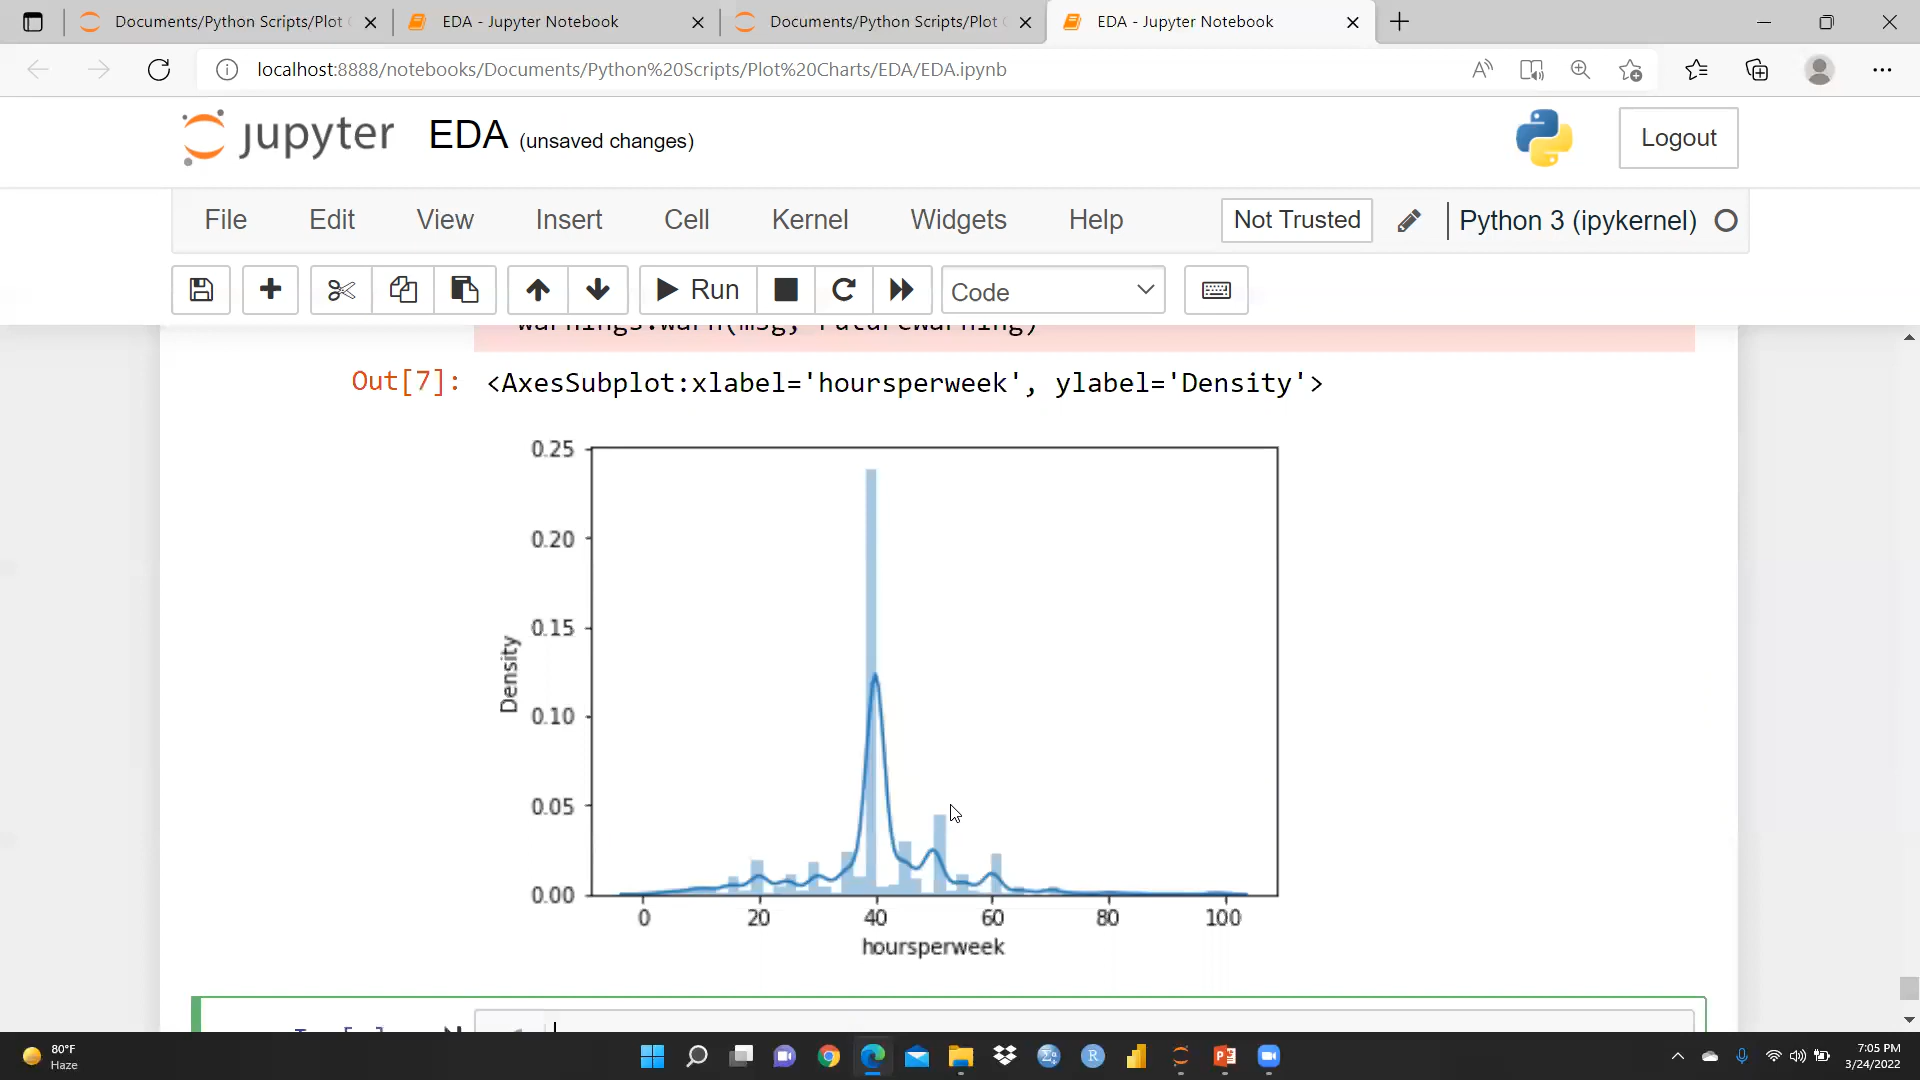 Documents/Python Scripts/Plot
EDA - Jupyter Notebook
Documents/Python Scripts/Plot
EDA - Jupyter Notebook
localhost:8888/notebooks/Documents/Python%20Scripts/Plot%20Charts/EDA/EDA.ipynb
jupyter EDA (unsaved changes)
Logout
File Edit View Insert Cell Kernel Widgets Help Not Trusted Python 3 (ipykernel)
Run Code
warnings.warn(msg, FutureWarning)
Out[7]: <AxesSubplot:xlabel='hoursperweek', ylabel='Density'>
0.25
0.20
0.15
0.10
0.05
0.00
Density
0 20 40 60 80 100
hoursperweek
80°F
Haze
7:05 PM
3/24/2022